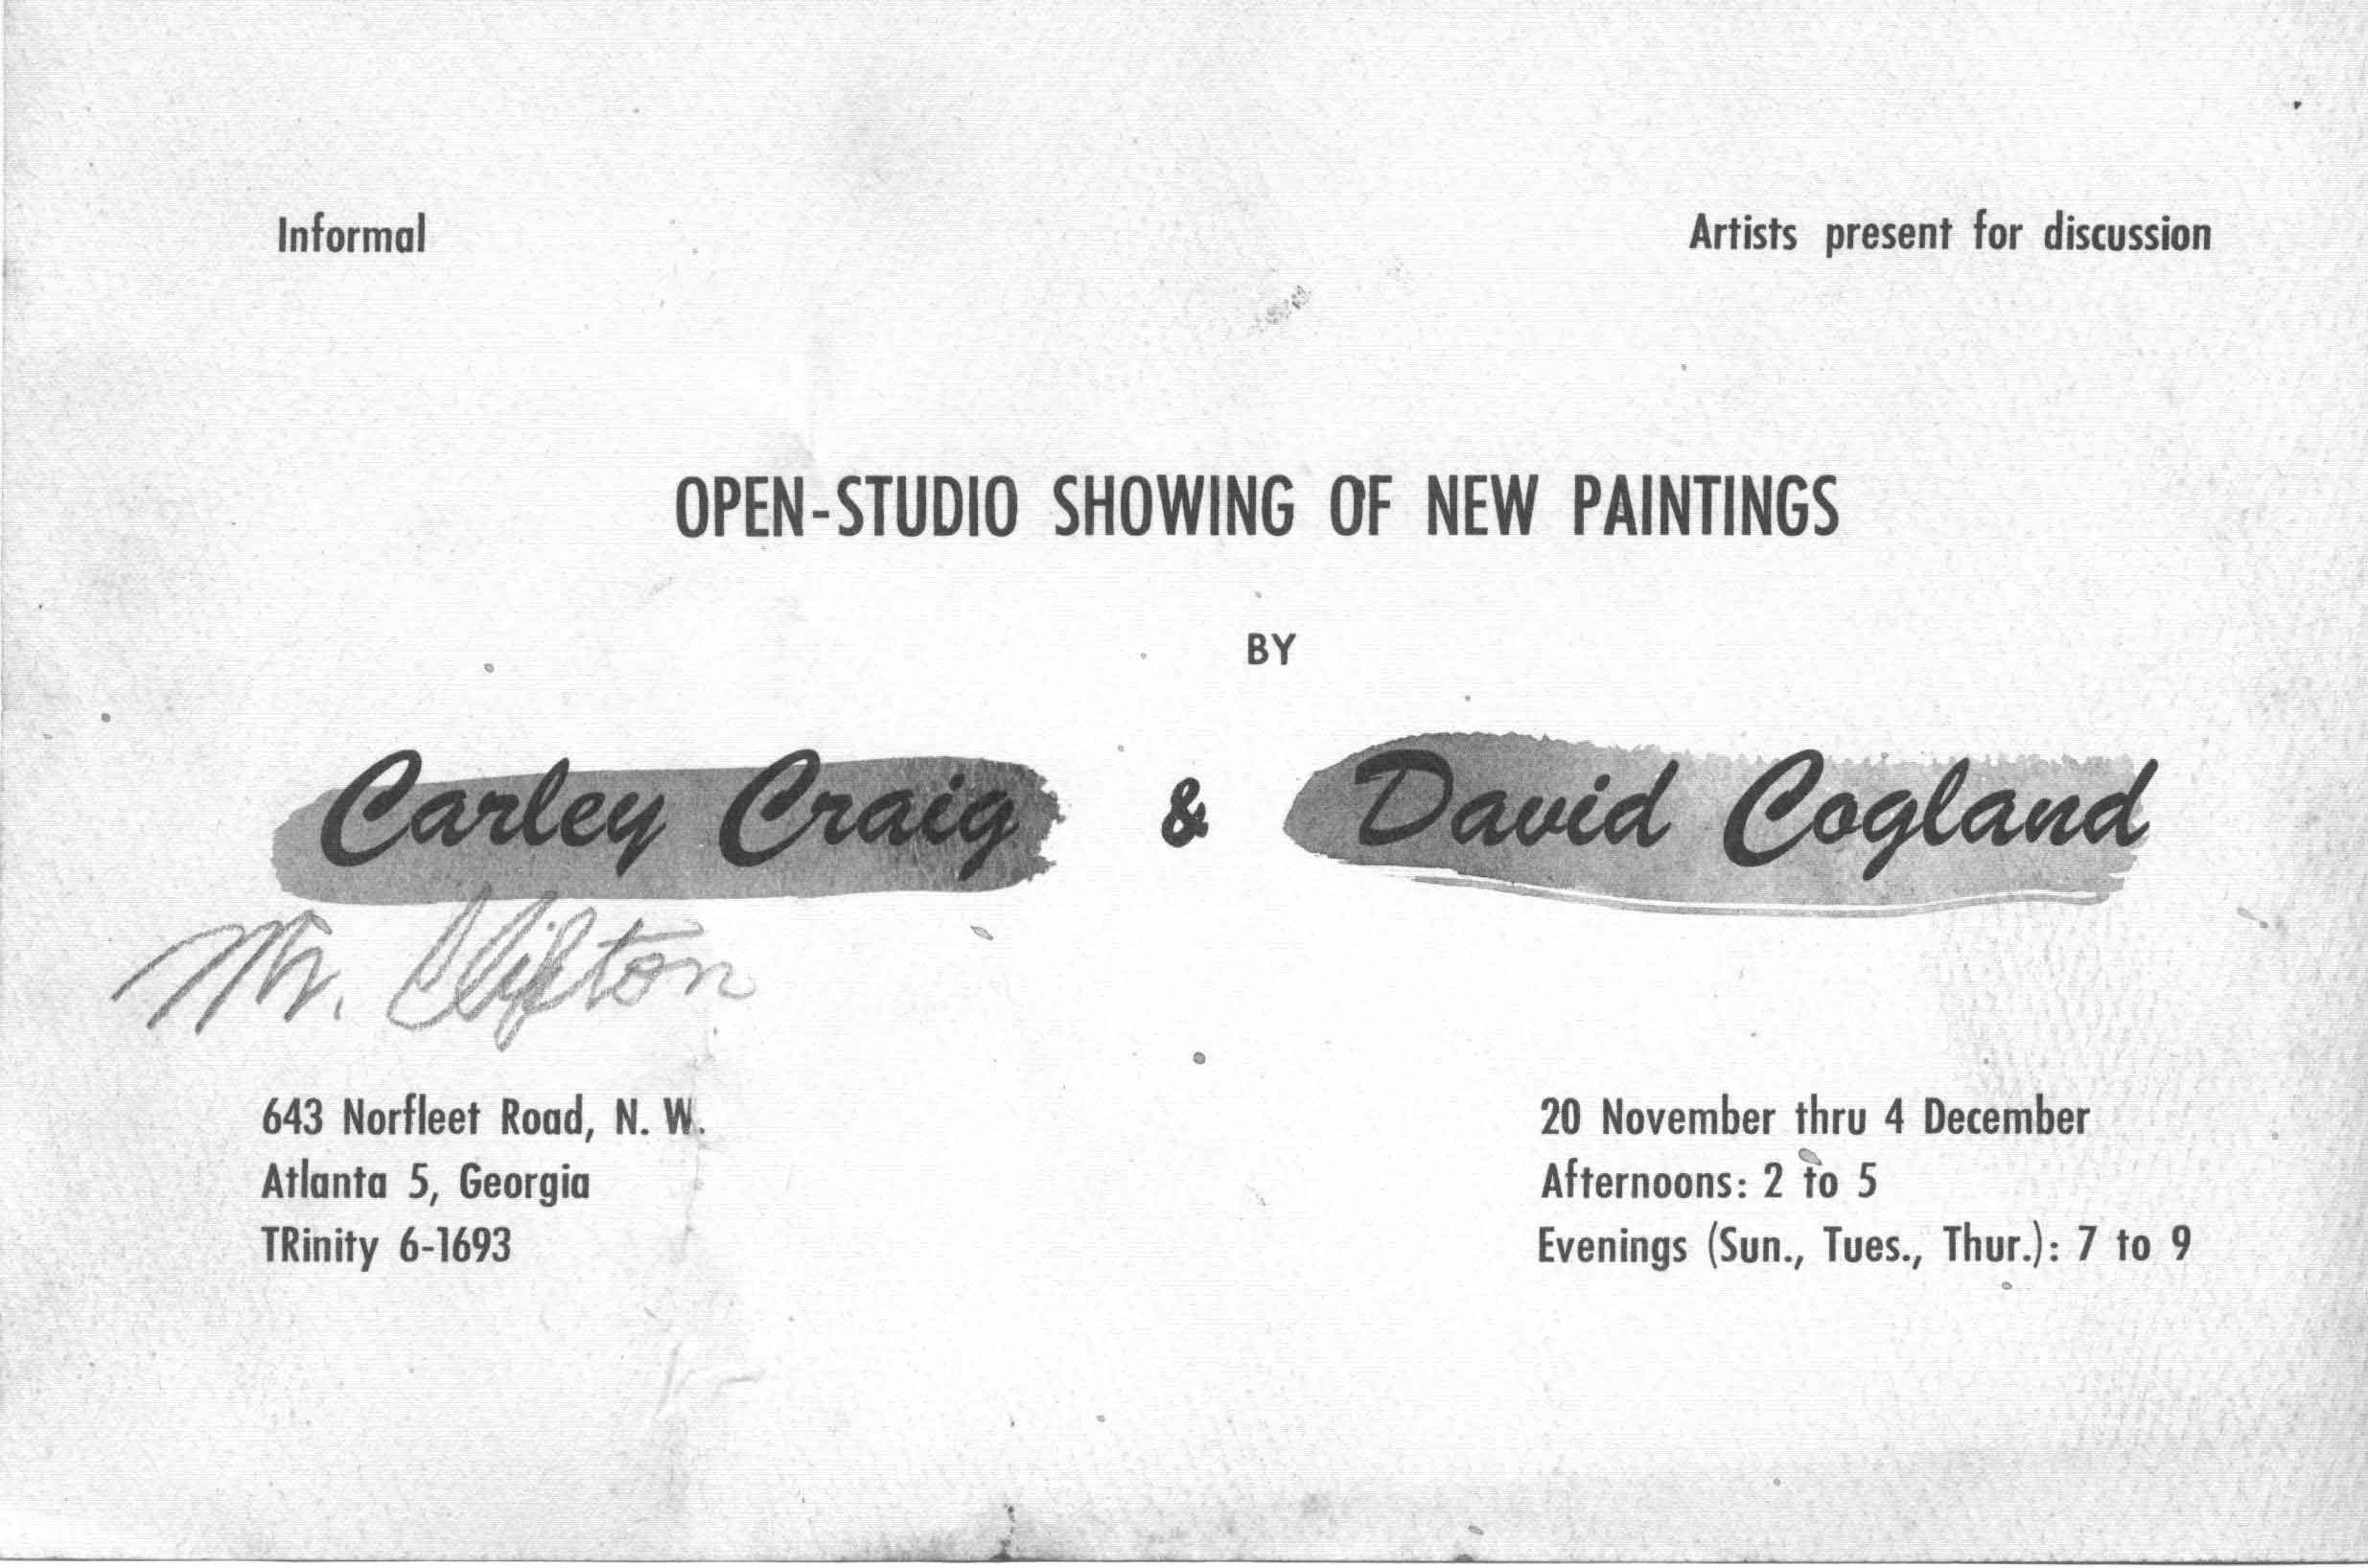 Informal
Artists present for discussion
OPEN-STUDIO SHOWING OF NEW PAINTINGS
BY
Carley Craig & David Cogland
Mr. Clifton
643 Norfleet Road, N. W.
Atlanta 5, Georgia
TRinity 6-1693
20 November thru 4 December
Afternoons: 2 to 5
Evenings (Sun., Tues., Thur.): 7 to 9